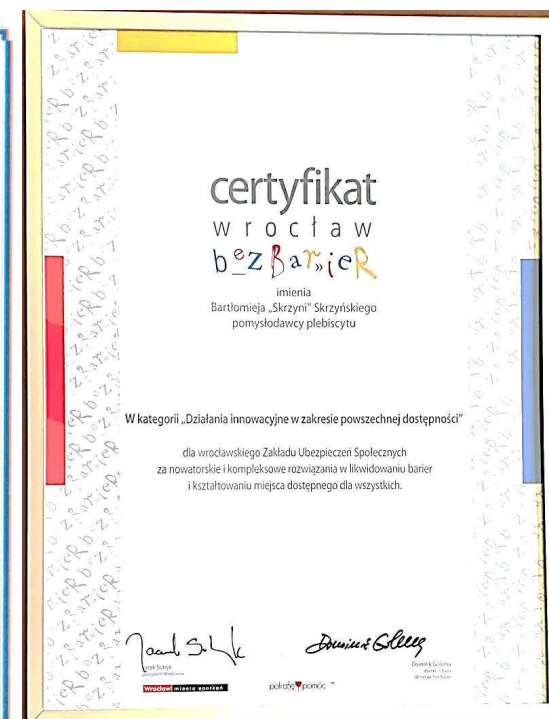 certyfikat
wrocław
bez Barier
imienia
Bartłomieja „Skrzyni” Skrzyńskiego
pomysłodawcy plebiscytu
W kategorii „Działania innowacyjne w zakresie powszechnej dostępności”
dla wrocławskiego Zakładu Ubezpieczeń Społecznych
za nowatorskie i kompleksowe rozwiązania w likwidowaniu barier
i kształtowaniu miejsca dostępnego dla wszystkich.
Jacek Sutryk
prezydent Wrocławia
Wrocław miasto spotkań
potrafię pomóc
Dominik Golema